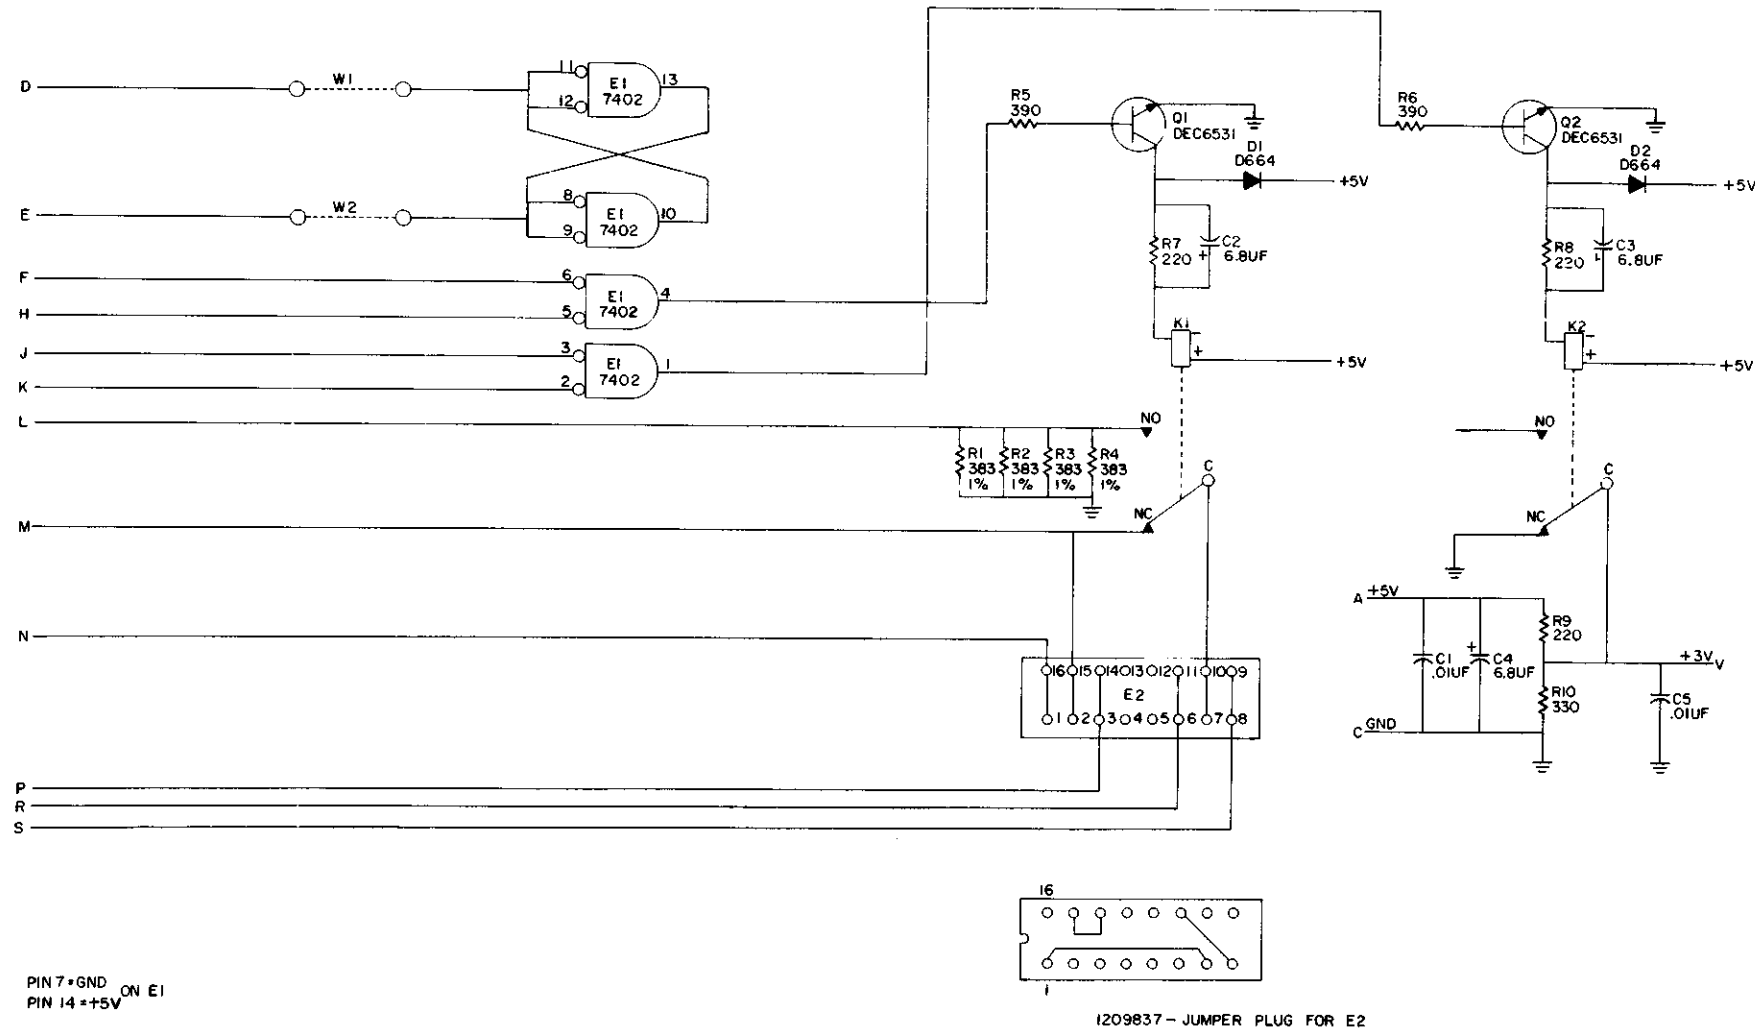 D
W1
11
12
E1
7402
13
E
W2
8
9
E1
7402
10
F
H
6
5
E1
7402
4
J
K
3
2
E1
7402
1
L
M
N
P
R
S
R5
390
Q1
DEC6531
D1
D664
+5V
R7
220
C2
6.8UF
+
K1
-
+
+5V
NO
R1
383
1%
R2
383
1%
R3
383
1%
R4
383
1%
C
NC
R6
390
Q2
DEC6531
D2
D664
+5V
R8
220
C3
6.8UF
K2
-
+
+5V
NO
C
NC
A +5V
R9
220
C1
.01UF
+
C4
6.8UF
+3V V
R10
330
C5
.01UF
C GND
16 15 14 13 12 11 10 9
E2
1 2 3 4 5 6 7 8
16
1
1209837 - JUMPER PLUG FOR E2
PIN 7=GND
PIN 14=+5V
ON E1